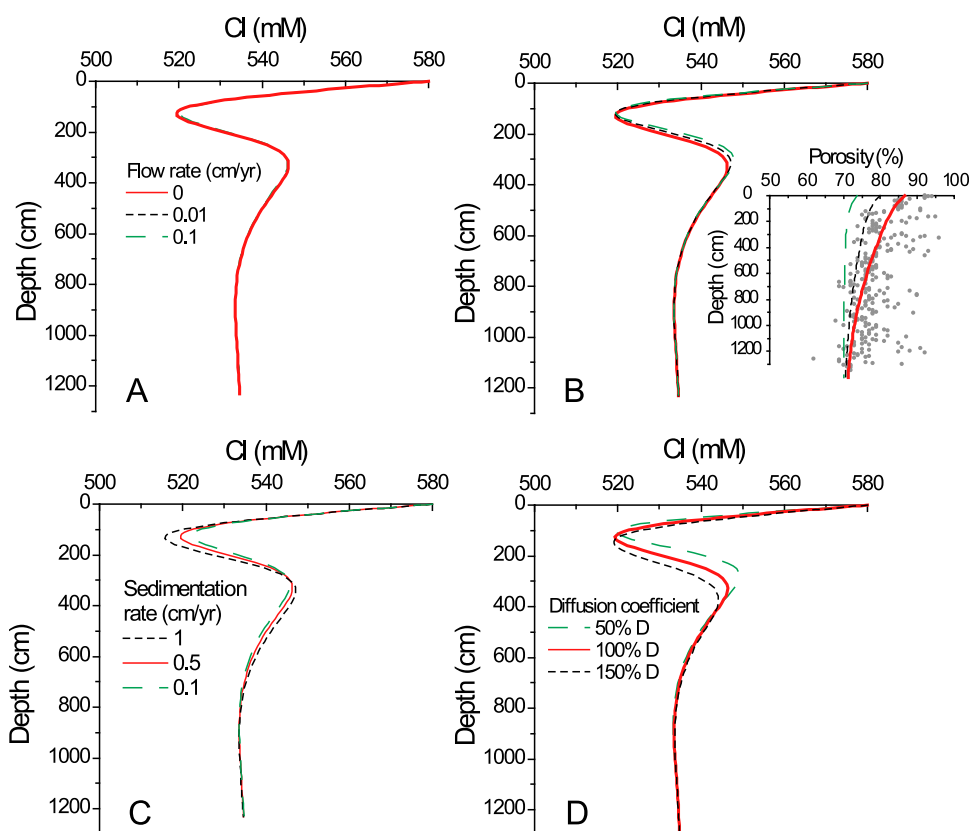 Cl (mM)
500 520 540 560 580
0
200
400
600
800
1000
1200
Depth (cm)
Flow rate (cm/yr)
0
0.01
0.1
A
Cl (mM)
500 520 540 560 580
0
200
400
600
800
1000
1200
Depth (cm)
B
Porosity (%)
50 60 70 80 90 100
0
200
400
600
800
1000
1200
Depth (cm)
Cl (mM)
500 520 540 560 580
0
200
400
600
800
1000
1200
Depth (cm)
Sedimentation
rate (cm/yr)
1
0.5
0.1
C
Cl (mM)
500 520 540 560 580
0
200
400
600
800
1000
1200
Depth (cm)
Diffusion coefficient
50% D
100% D
150% D
D